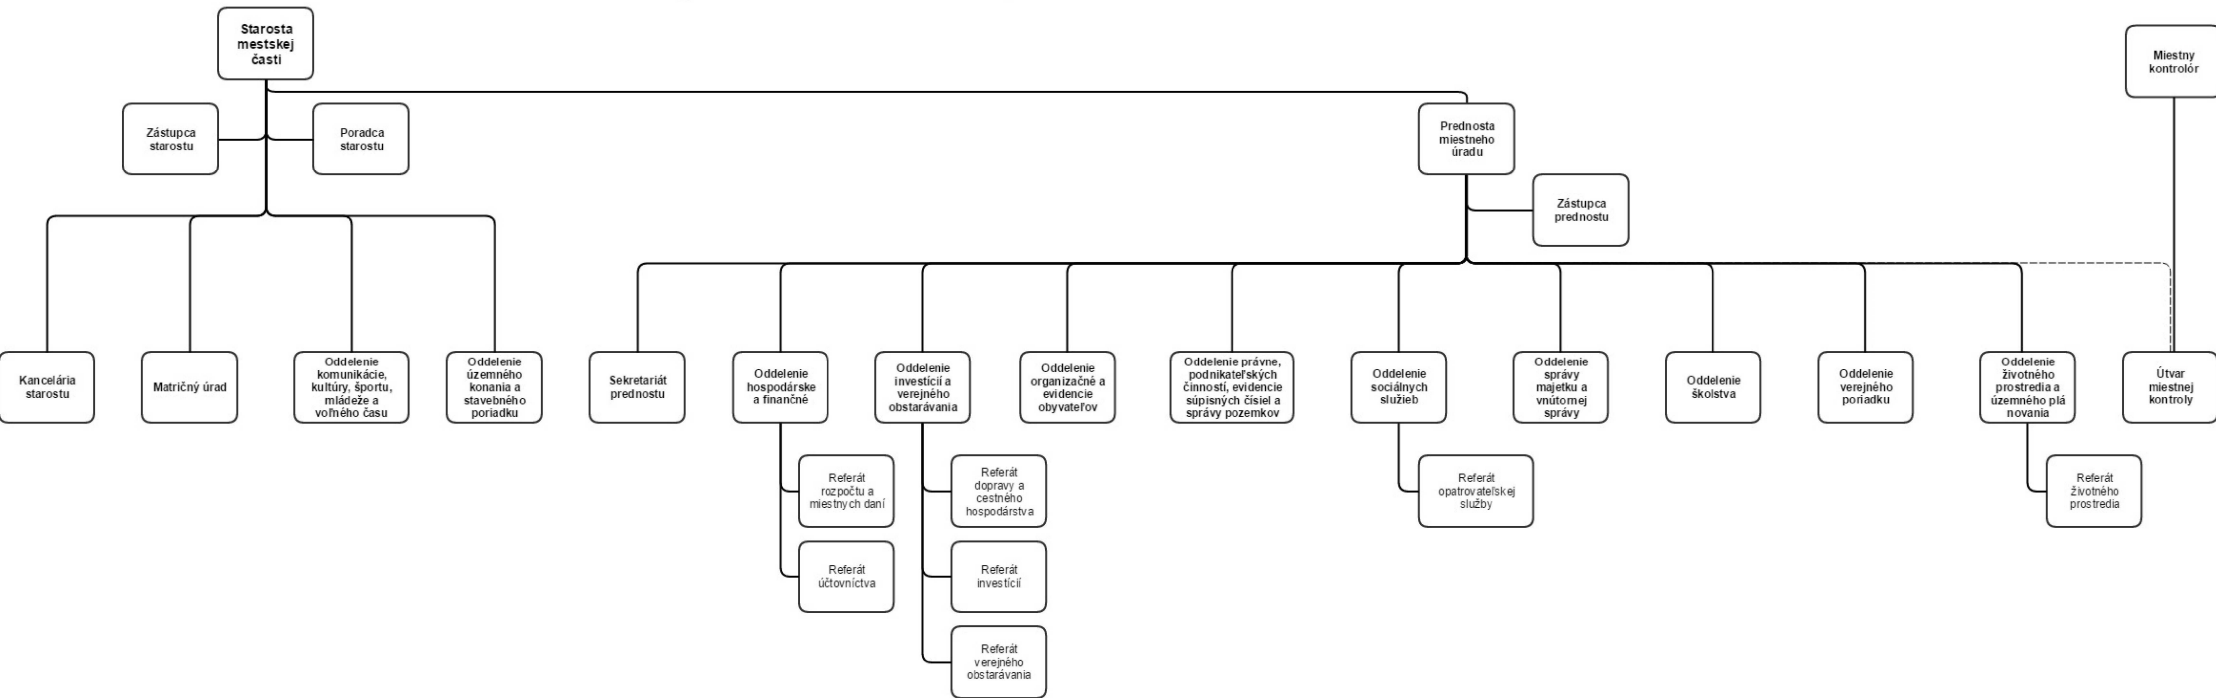 Starosta
mestskej
časti
Miestny
kontrolór
Zástupca
starostu
Poradca
starostu
Prednosta
miestneho
úradu
Zástupca
prednostu
Kancelária
starostu
Matričný úrad
Oddelenie
komunikácie,
kultúry, športu,
mládeže a
voľného času
Oddelenie
územného
konania a
stavebného
poriadku
Sekretariát
prednostu
Oddelenie
hospodárske
a finančné
Oddelenie
investícií a
verejného
obstarávania
Oddelenie
organizačné a
evidencie
obyvateľov
Oddelenie právne,
podnikateľských
činností, evidencie
súpisných čísiel a
správy pozemkov
Oddelenie
sociálnych
služieb
Oddelenie
správy
majetku a
vnútornej
správy
Oddelenie
školstva
Oddelenie
verejného
poriadku
Oddelenie
životného
prostredia a
územného plá
novania
Útvar
miestnej
kontroly
Referát
rozpočtu a
miestnych daní
Referát
dopravy a
cestného
hospodárstva
Referát
opatrovateľskej
služby
Referát
životného
prostredia
Referát
účtovníctva
Referát
investícií
Referát
verejného
obstarávania